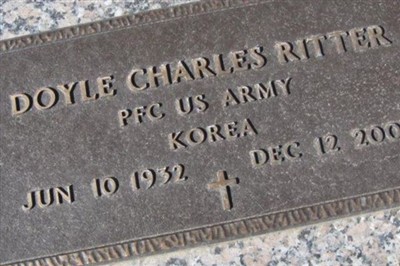 DOYLE CHARLES RITTER
PFC US ARMY
KOREA
JUN 10 1932 DEC 12